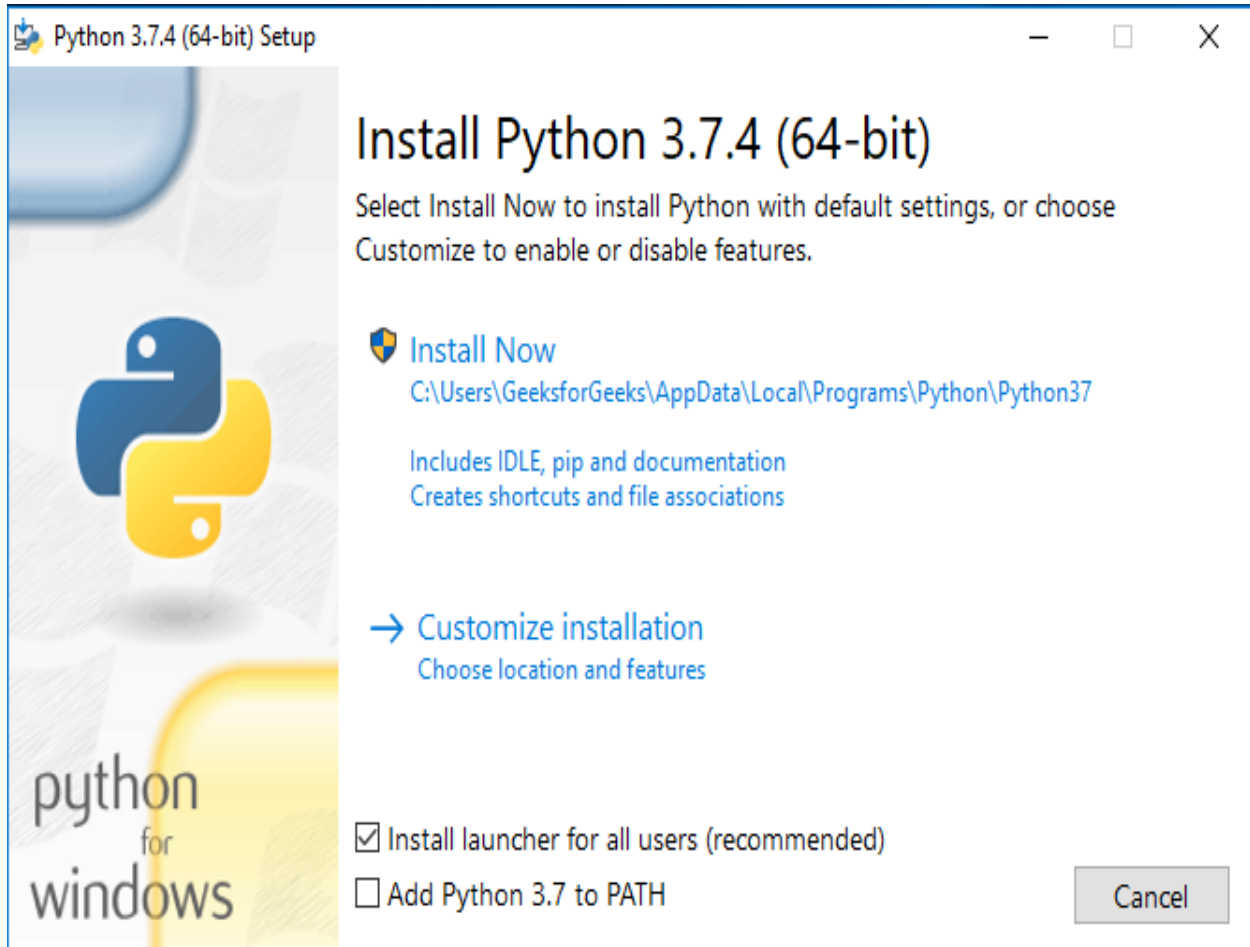 Python 3.7.4 (64-bit) Setup
Install Python 3.7.4 (64-bit)
Select Install Now to install Python with default settings, or choose
Customize to enable or disable features.
Install Now
C:\Users\GeeksforGeeks\AppData\Local\Programs\Python\Python37
Includes IDLE, pip and documentation
Creates shortcuts and file associations
Customize installation
Choose location and features
python
for
windows
Install launcher for all users (recommended)
Add Python 3.7 to PATH
Cancel